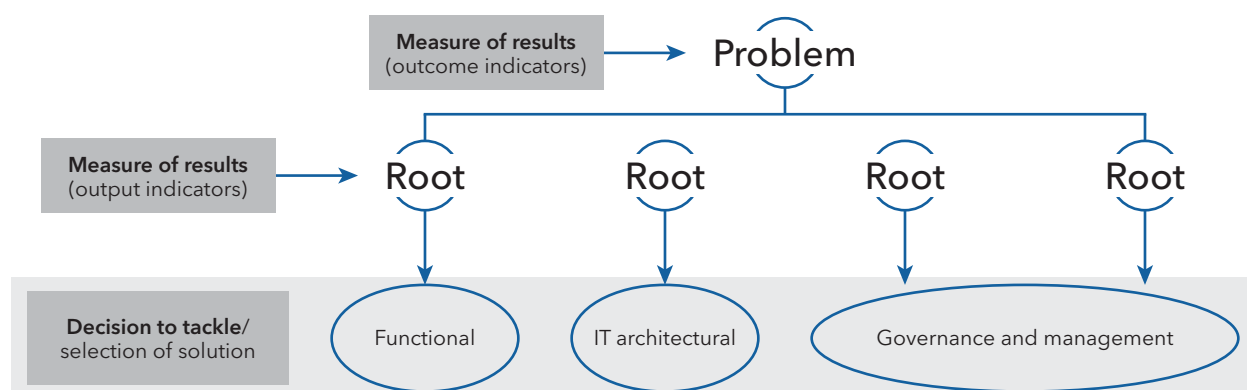 Measure of results
(outcome indicators)
Problem
Measure of results
(output indicators)
Root
Root
Root
Root
Decision to tackle/
selection of solution
Functional
IT architectural
Governance and management